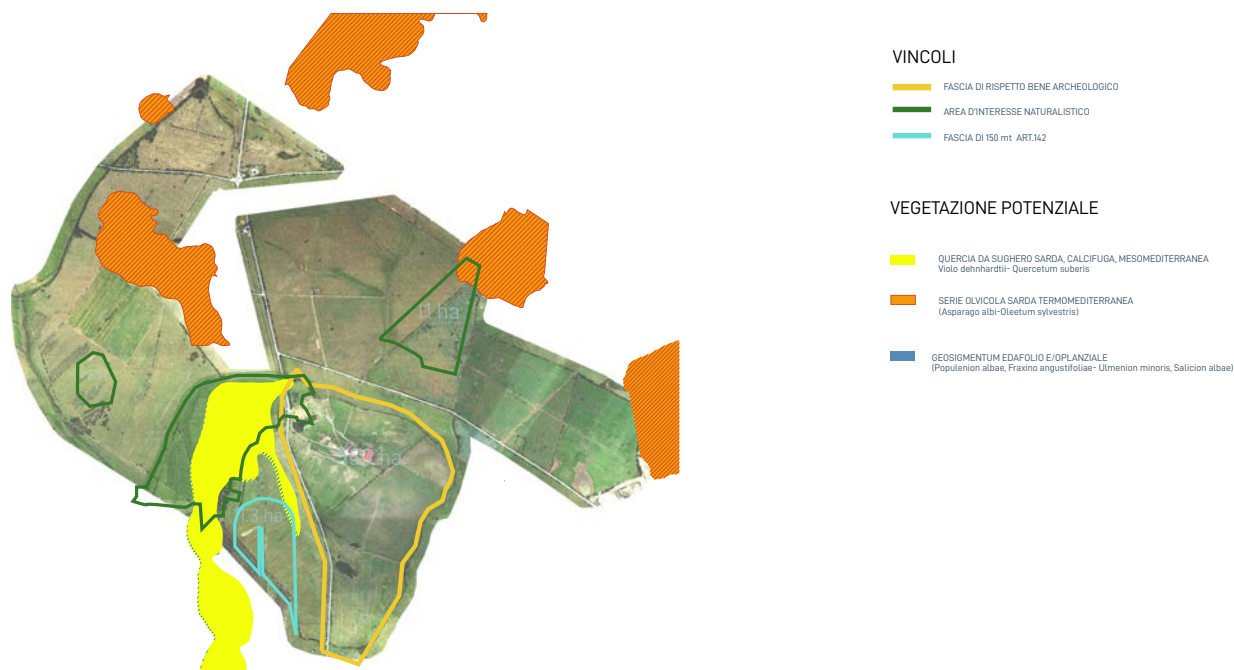 VINCOLI
FASCIA DI RISPETTO BENE ARCHEOLOGICO
AREA D'INTERESSE NATURALISTICO
FASCIA DI 150 mt ART.142
VEGETAZIONE POTENZIALE
QUERCIA DA SUGHERO SARDA, CALCIFUGA, MESOMEDITERRANEA
Violo dehnhardtii- Quercetum suberis
SERIE OLVICOLA SARDA TERMOMEDITERRANEA
(Asparago albi-Oleetum sylvestris)
GEOSIGMENTUM EDAFOLIO E/OPLANZIALE
(Populenion albae, Fraxino angustifoliae- Ulmenion minoris, Salicion albae)
11 ha
ha
1.3 ha